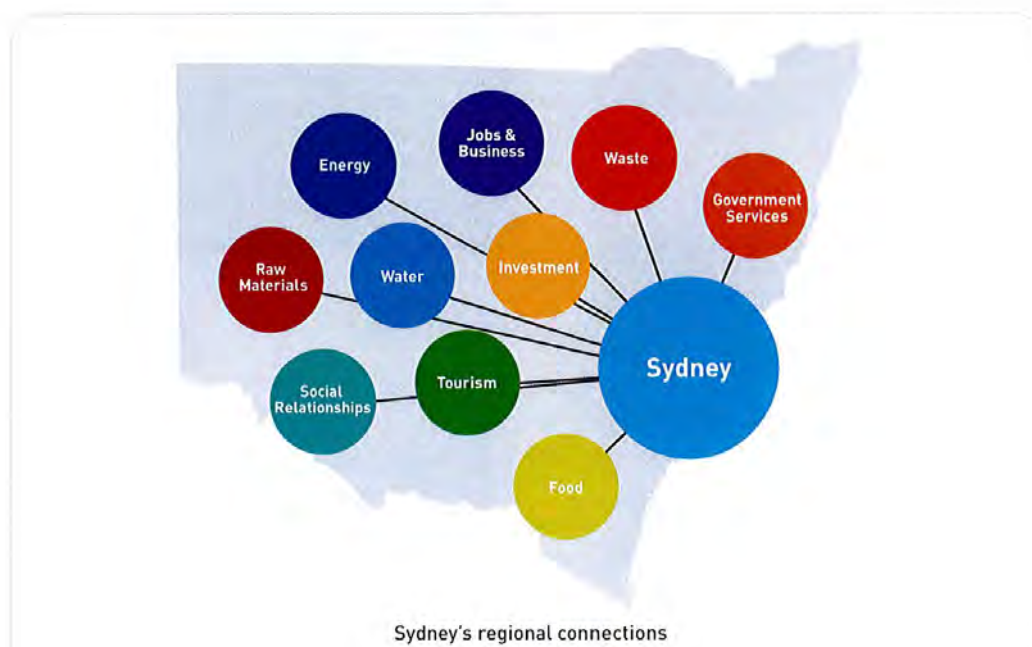 Jobs &
Business
Energy
Waste
Government
Services
Raw
Materials
Water
Investment
Sydney
Social
Relationships
Tourism
Food
Sydney's regional connections